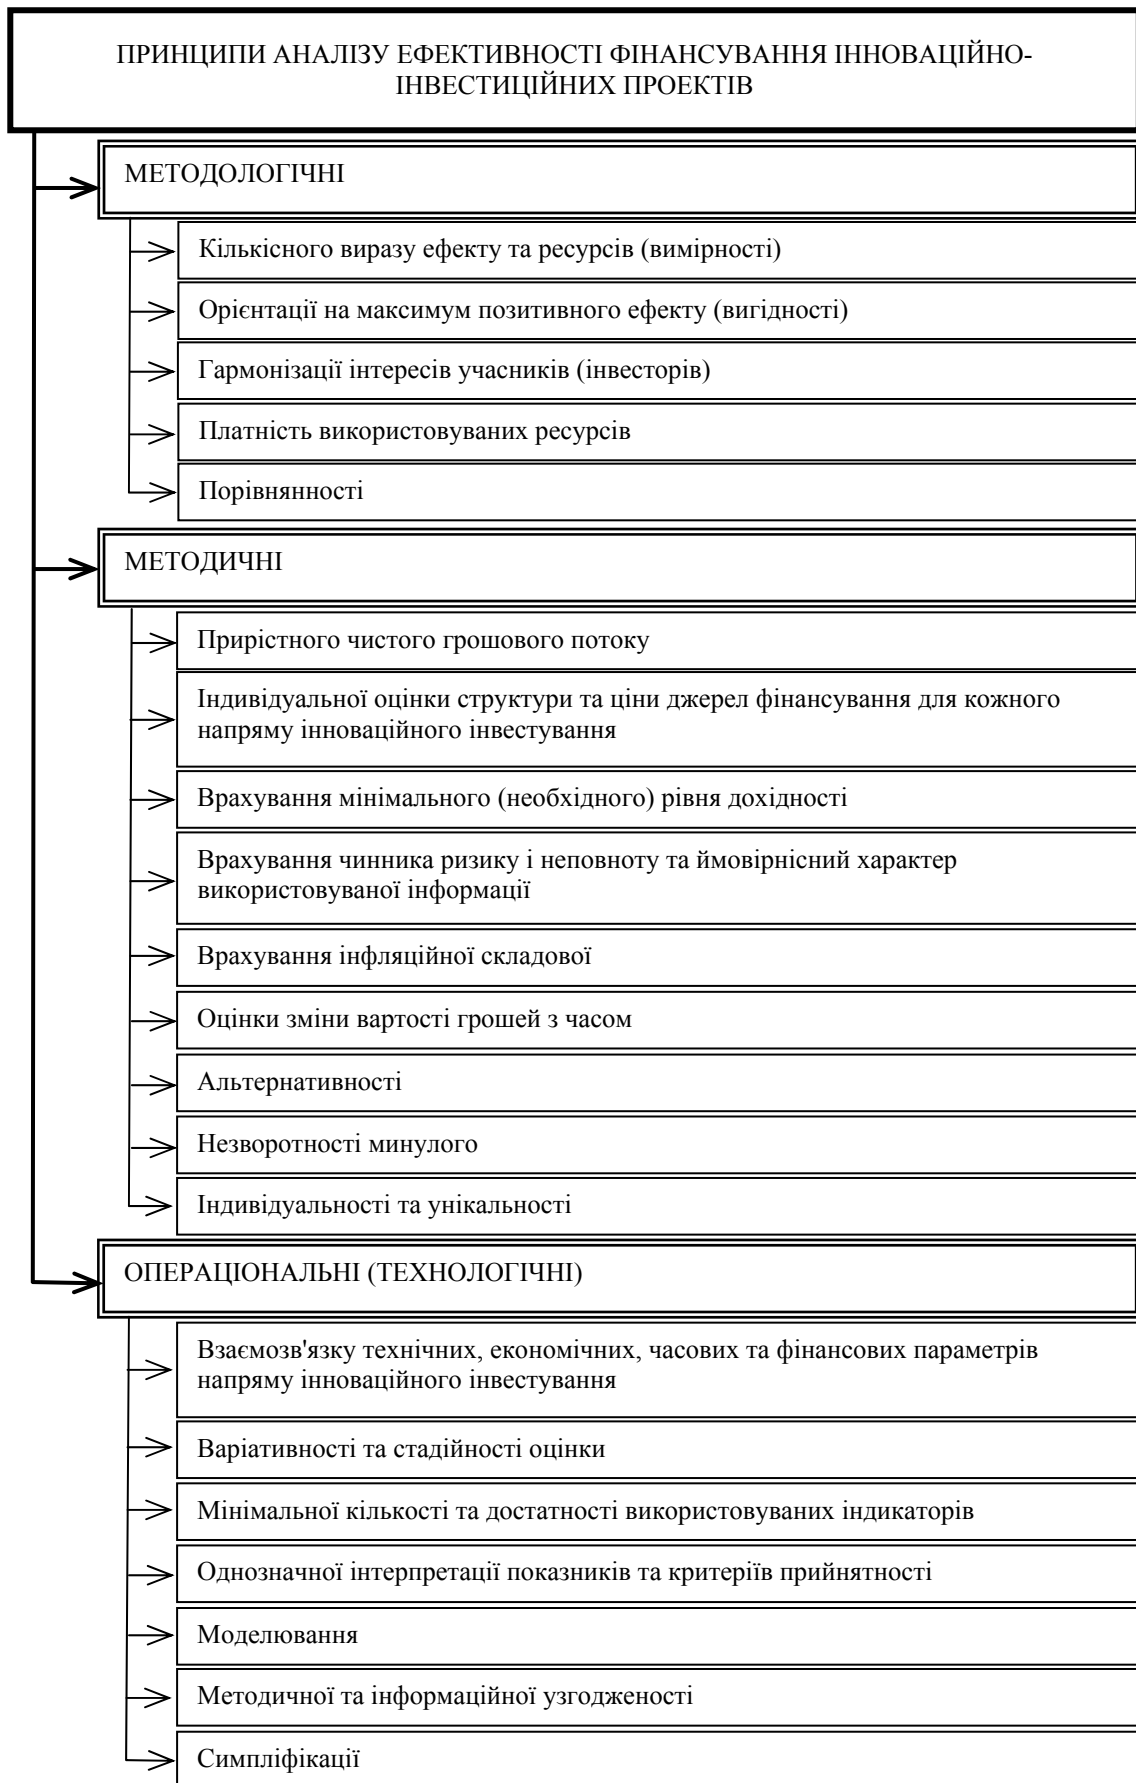 ПРИНЦИПИ АНАЛІЗУ ЕФЕКТИВНОСТІ ФІНАНСУВАННЯ ІННОВАЦІЙНО-
ІНВЕСТИЦІЙНИХ ПРОЕКТІВ
МЕТОДОЛОГІЧНІ
Кількісного виразу ефекту та ресурсів (вимірності)
Орієнтації на максимум позитивного ефекту (вигідності)
Гармонізації інтересів учасників (інвесторів)
Платність використовуваних ресурсів
Порівнянності
МЕТОДИЧНІ
Прирістного чистого грошового потоку
Індивідуальної оцінки структури та ціни джерел фінансування для кожного
напряму інноваційного інвестування
Врахування мінімального (необхідного) рівня дохідності
Врахування чинника ризику і неповноту та ймовірнісний характер
використовуваної інформації
Врахування інфляційної складової
Оцінки зміни вартості грошей з часом
Альтернативності
Незворотності минулого
Індивідуальності та унікальності
ОПЕРАЦІОНАЛЬНІ (ТЕХНОЛОГІЧНІ)
Взаємозв'язку технічних, економічних, часових та фінансових параметрів
напряму інноваційного інвестування
Варіативності та стадійності оцінки
Мінімальної кількості та достатності використовуваних індикаторів
Однозначної інтерпретації показників та критеріїв прийнятності
Моделювання
Методичної та інформаційної узгодженості
Симпліфікації